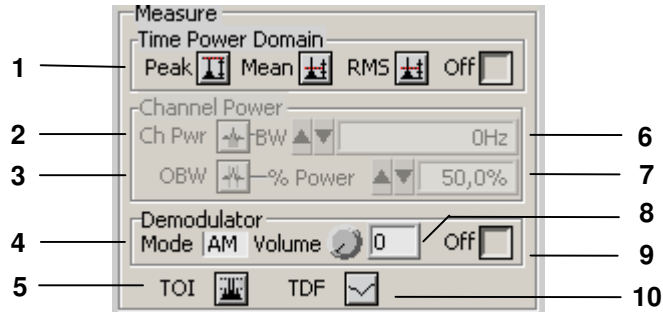 Measure
Time Power Domain
1 Peak Mean RMS Off
Channel Power
2 Ch Pwr BW 0Hz 6
3 OBW % Power 50,0% 7
8
Demodulator
4 Mode AM Volume 0 Off 9
5 TOI TDF 10